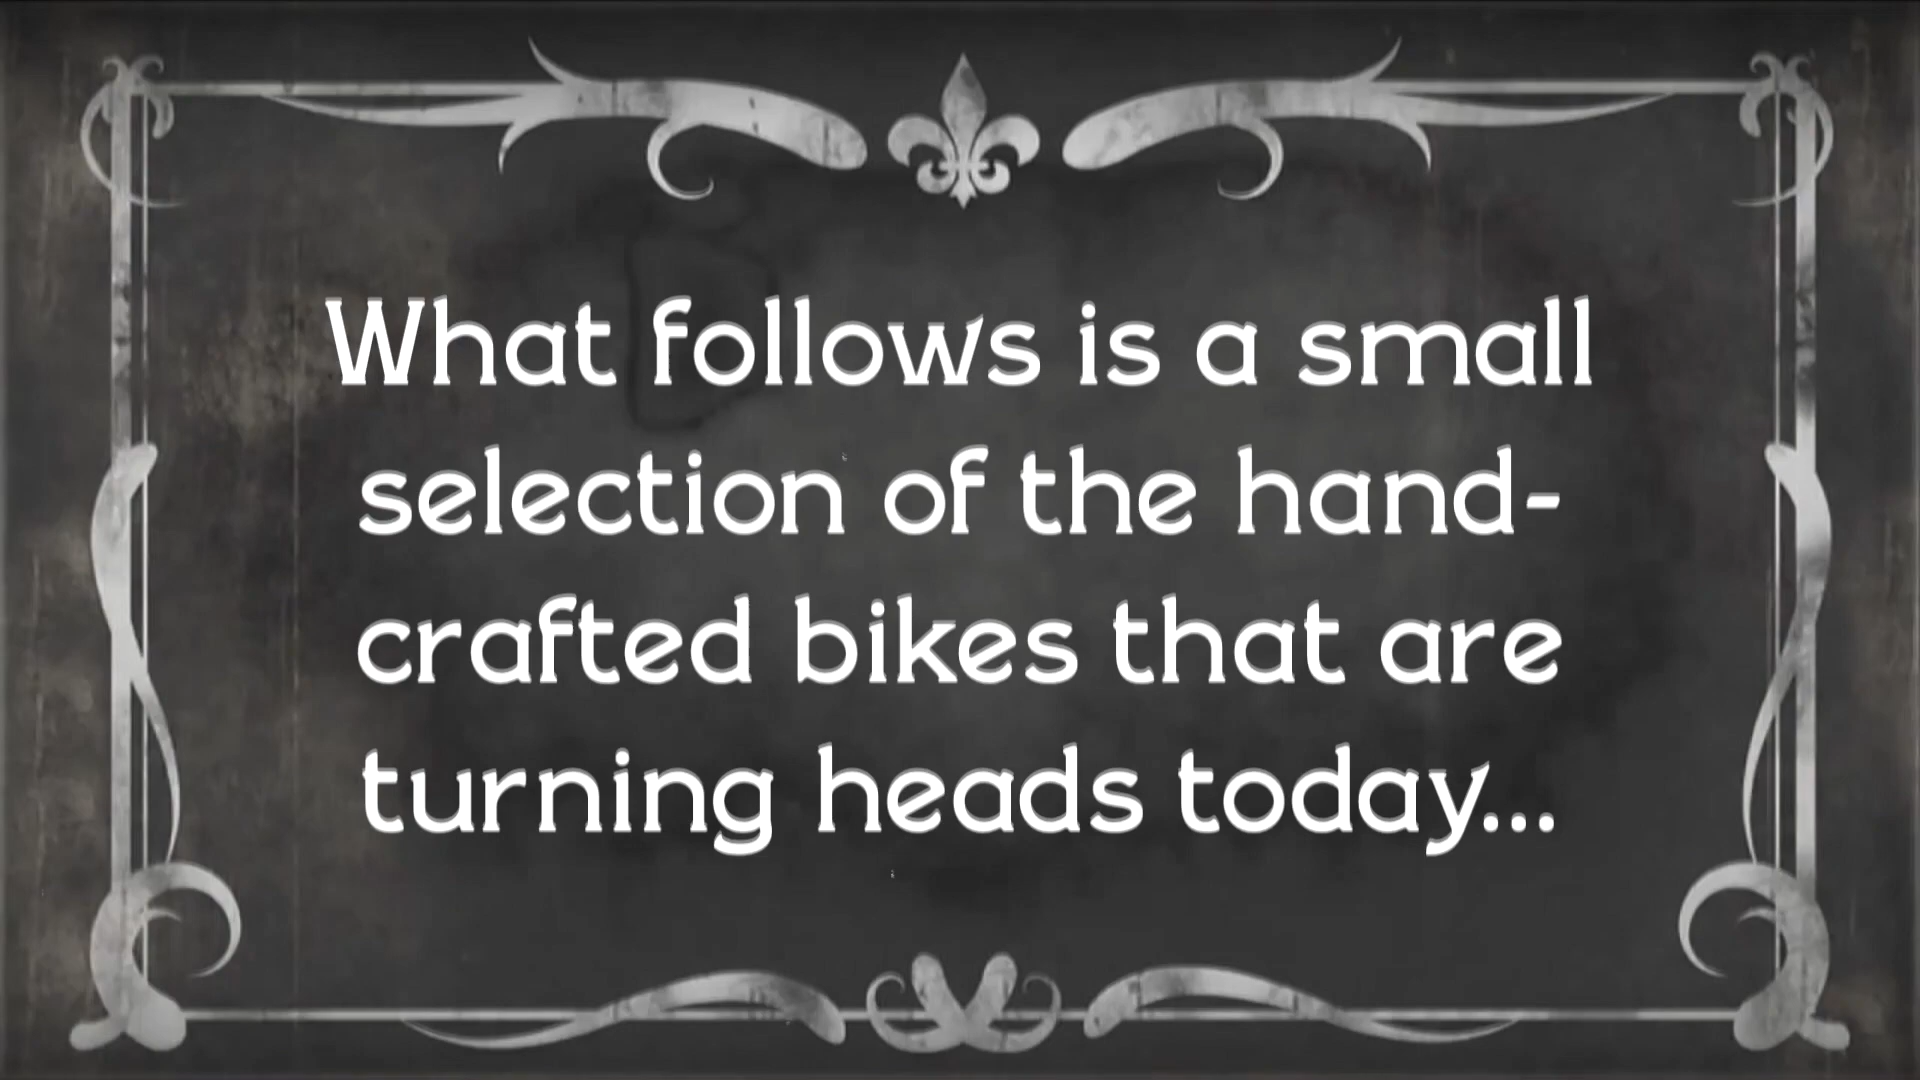 What follows is a small
selection of the hand-
crafted bikes that are
turning heads today...